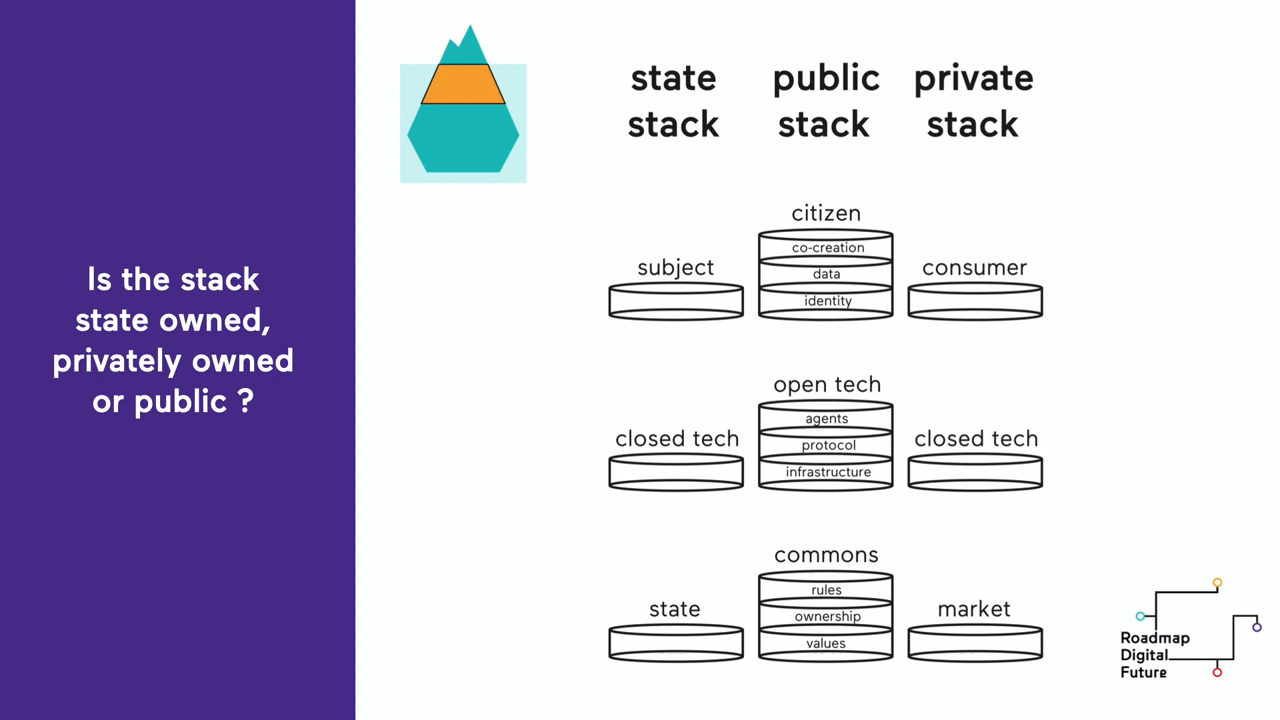 Is the stack
state owned,
privately owned
or public ?
state
stack
public
stack
private
stack
subject
citizen
co-creation
data
identity
consumer
closed tech
open tech
agents
protocol
infrastructure
closed tech
state
commons
rules
ownership
values
market
Roadmap
Digital
Future